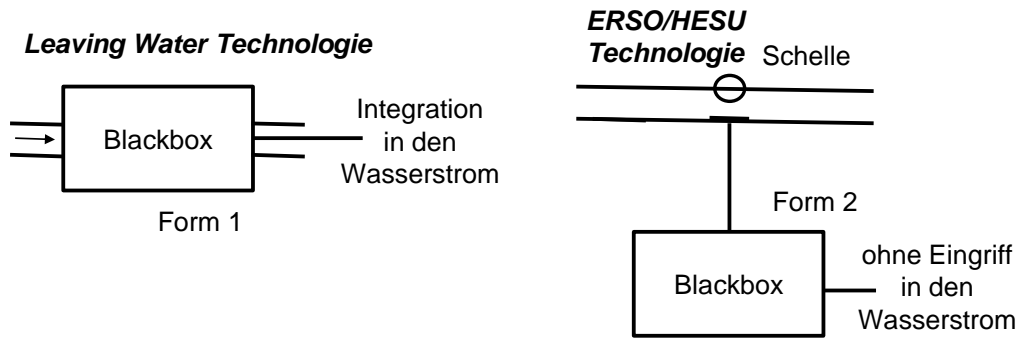 Leaving Water Technologie
Blackbox
Integration
in den
Wasserstrom
Form 1
ERSO/HESU
Technologie
Schelle
Form 2
Blackbox
ohne Eingriff
in den
Wasserstrom